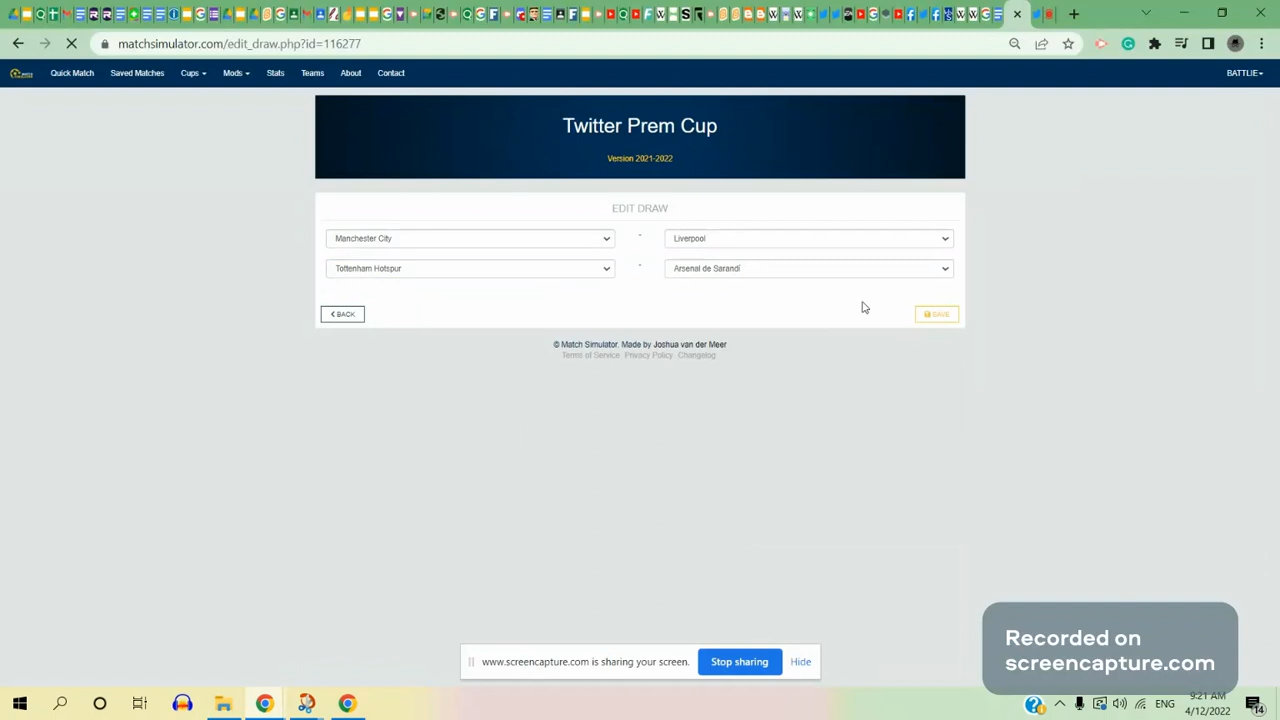 matchsimulator.com/edit_draw.php?id=116277
Quick Match Saved Matches Cups Mods Stats Teams About Contact BATTLIE
Twitter Prem Cup
Version 2021-2022
EDIT DRAW
Manchester City - Liverpool
Tottenham Hotspur - Arsenal de Sarandí
BACK SAVE
© Match Simulator. Made by Joshua van der Meer
Terms of Service Privacy Policy Changelog
Recorded on
screencapture.com
www.screencapture.com is sharing your screen. Stop sharing Hide
9:21 AM
ENG
4/12/2022
14